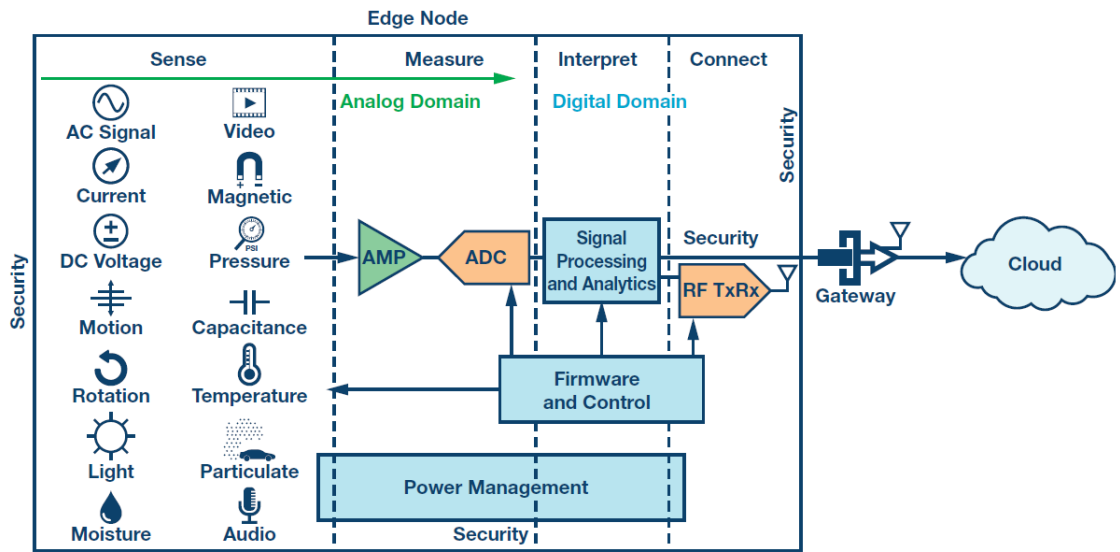 Edge Node
Sense
Measure
Interpret
Connect
Analog Domain
Digital Domain
AC Signal
Video
Current
Magnetic
DC Voltage
PSI
Pressure
Motion
Capacitance
Rotation
Temperature
Light
Particulate
Moisture
Audio
AMP
ADC
Signal
Processing
and Analytics
Security
RF TxRx
Firmware
and Control
Power Management
Security
Security
Security
Gateway
Cloud